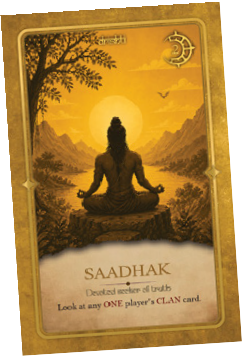 SAADHAK
Devoted seeker of truth
Look at any ONE player's CLAN card.